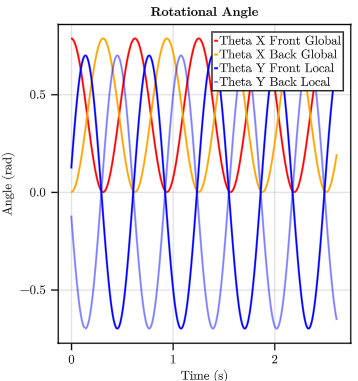 Rotational Angle
Theta X Front Global
Theta X Back Global
Theta Y Front Local
Theta Y Back Local
Angle (rad)
0.5
0.0
−0.5
0
1
2
Time (s)